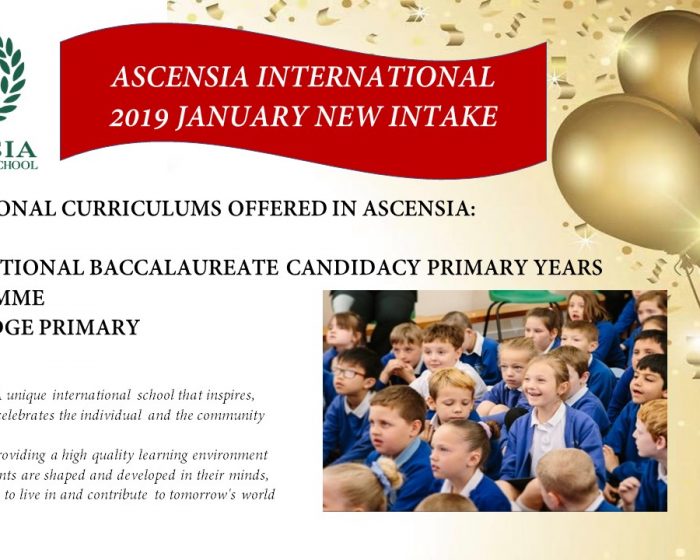 SIA
SCHOOL
ASCENSIA INTERNATIONAL
2019 JANUARY NEW INTAKE
ONAL CURRICULUMS OFFERED IN ASCENSIA:
TIONAL BACCALAUREATE CANDIDACY PRIMARY YEARS
MME
DGE PRIMARY
unique international school that inspires,
celebrates the individual and the community
roviding a high quality learning environment
nts are shaped and developed in their minds,
to live in and contribute to tomorrow's world